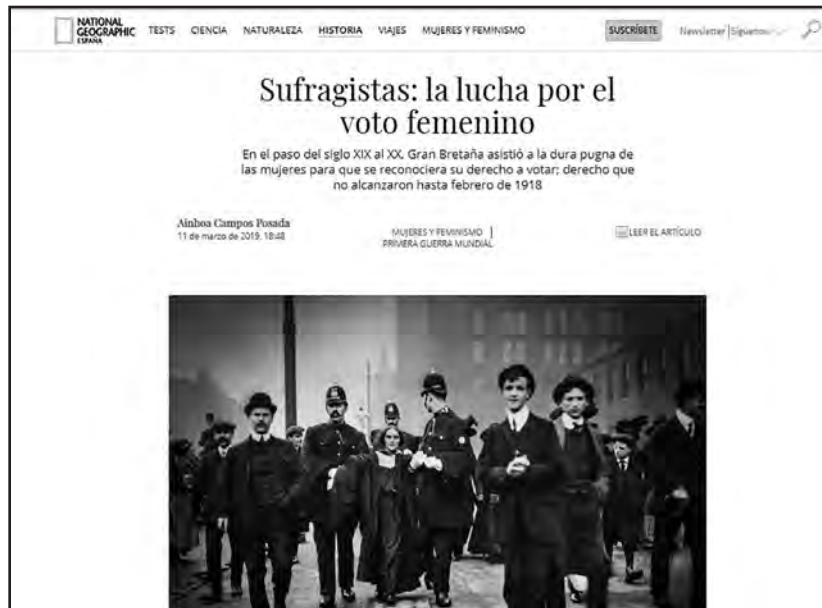 NATIONAL
GEOGRAPHIC
ESPAÑA
TESTS CIENCIA NATURALEZA HISTORIA VIAJES MUJERES Y FEMINISMO SUSCRÍBETE Newsletter | Síguenos
Sufragistas: la lucha por el
voto femenino
En el paso del siglo XIX al XX, Gran Bretaña asistió a la dura pugna de
las mujeres para que se reconociera su derecho a votar; derecho que
no alcanzaron hasta febrero de 1918
Ainhoa Campos Posada
11 de marzo de 2019, 18:48
MUJERES Y FEMINISMO |
PRIMERA GUERRA MUNDIAL
LEER EL ARTÍCULO